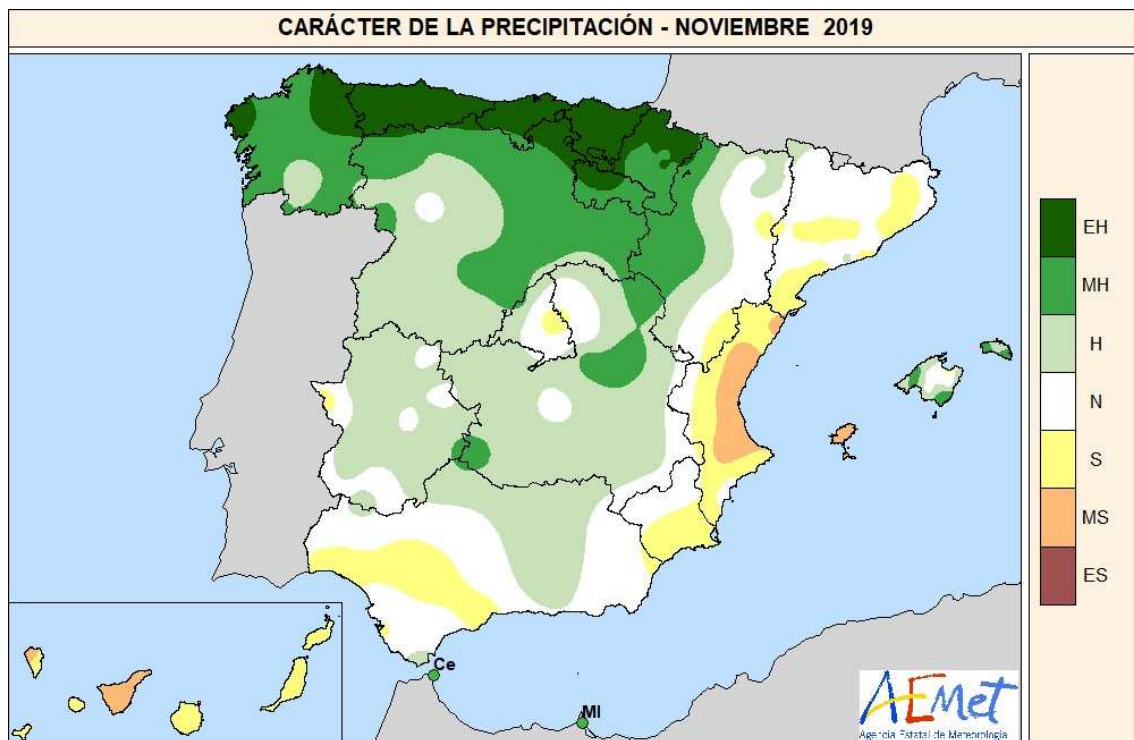 CARÁCTER DE LA PRECIPITACIÓN - NOVIEMBRE 2019
EH
MH
H
N
S
MS
ES
Ce
Ml
AEMet
Agencia Estatal de Meteorología